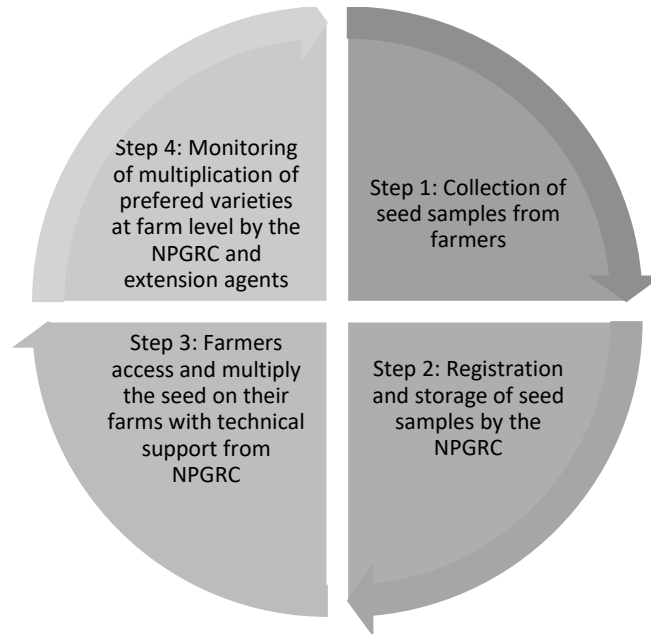 Step 1: Collection of
seed samples from
farmers
Step 2: Registration
and storage of seed
samples by the
NPGRC
Step 3: Farmers
access and multiply
the seed on their
farms with technical
support from
NPGRC
Step 4: Monitoring
of multiplication of
prefered varieties
at farm level by the
NPGRC and
extension agents